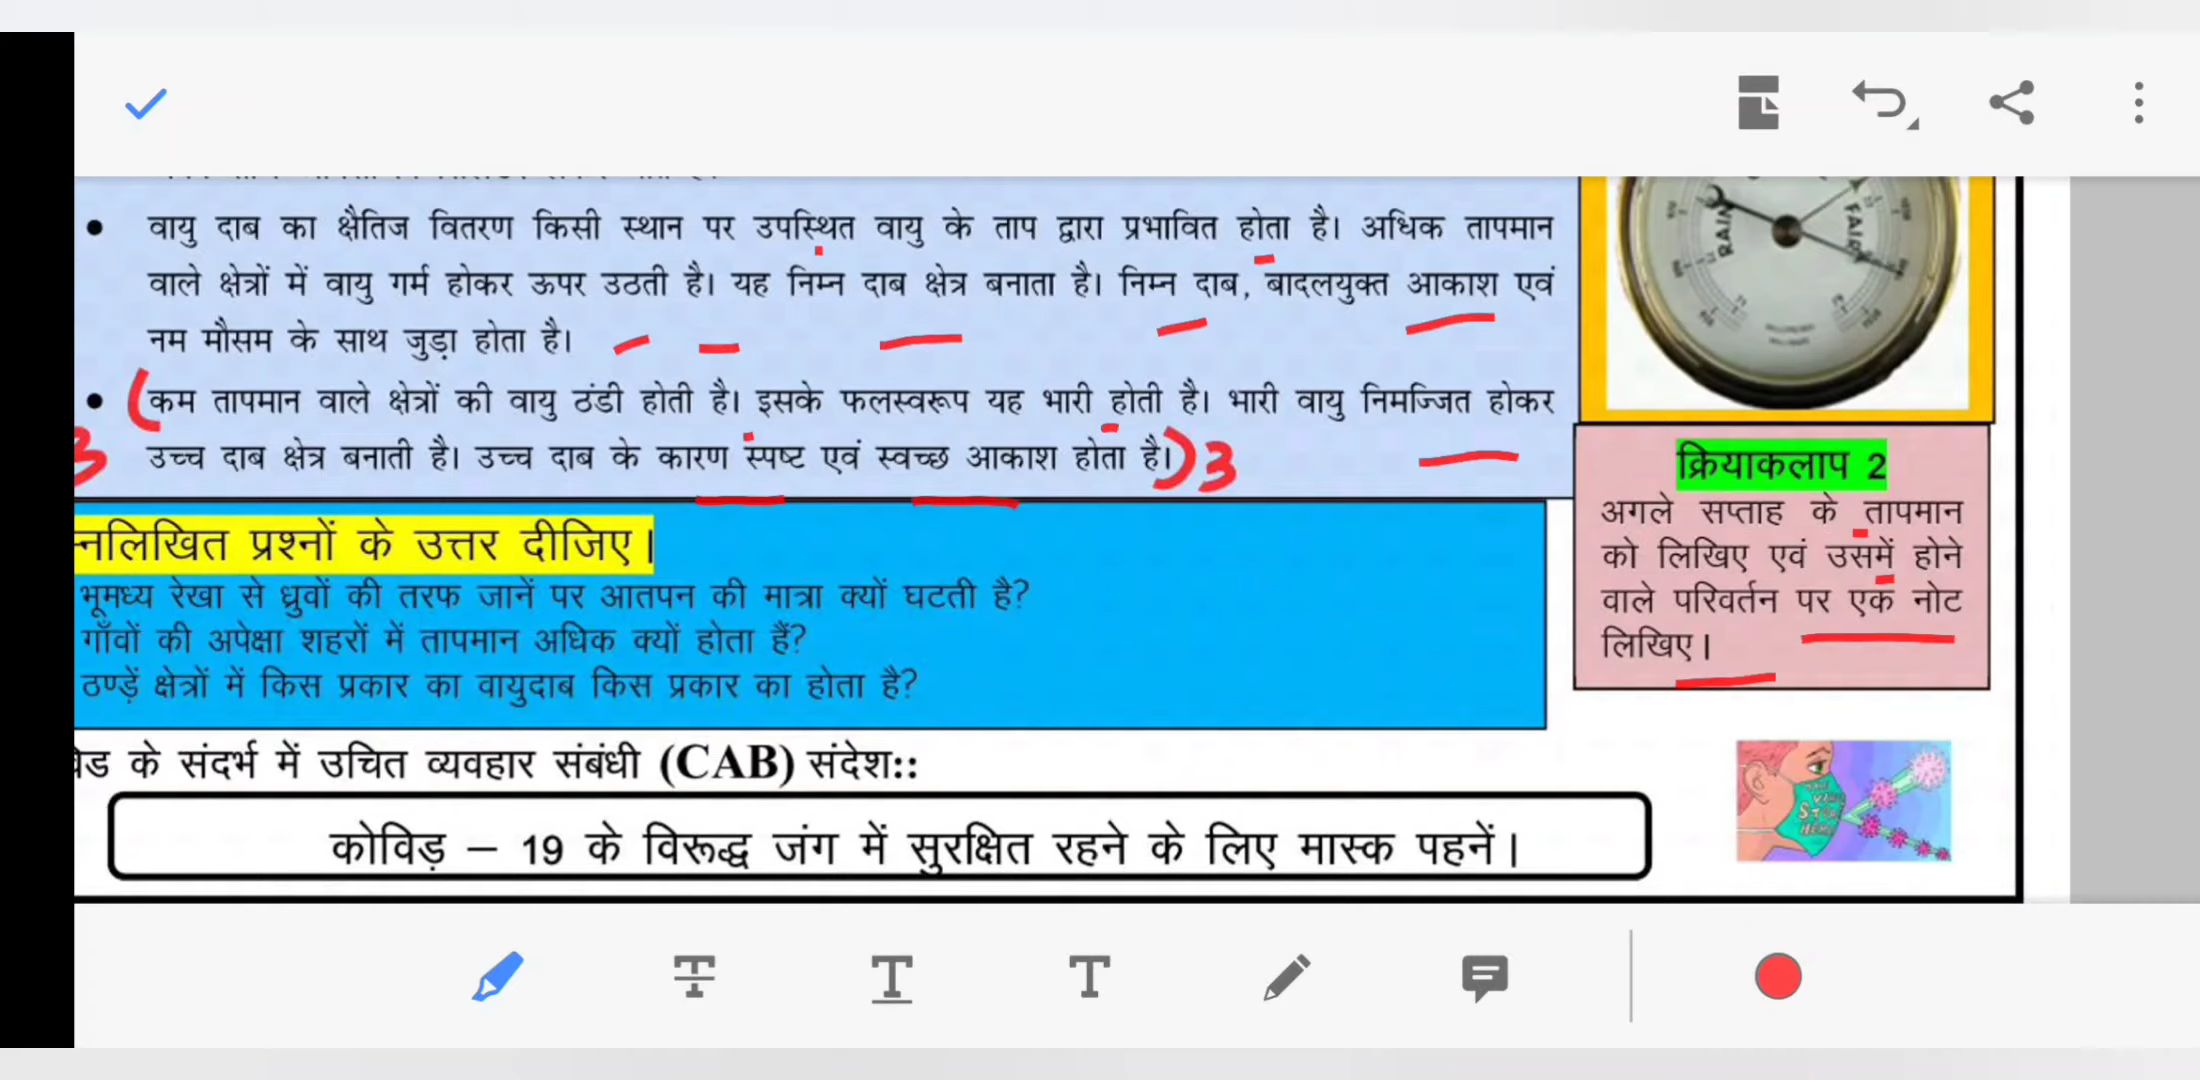 वायु दाब का क्षैतिज वितरण किसी स्थान पर उपस्थित वायु के ताप द्वारा प्रभावित होता है। अधिक तापमान
वाले क्षेत्रों में वायु गर्म होकर ऊपर उठती है। यह निम्न दाब क्षेत्र बनाता है। निम्न दाब, बादलयुक्त आकाश एवं
नम मौसम के साथ जुड़ा होता है।
कम तापमान वाले क्षेत्रों की वायु ठंडी होती है। इसके फलस्वरूप यह भारी होती है। भारी वायु निमज्जित होकर
उच्च दाब क्षेत्र बनाती है। उच्च दाब के कारण स्पष्ट एवं स्वच्छ आकाश होता है।) 3
RAIN
FAIR
क्रियाकलाप 2
अगले सप्ताह के तापमान
को लिखिए एवं उसमें होने
वाले परिवर्तन पर एक नोट
लिखिए।
नलिखित प्रश्नों के उत्तर दीजिए।
भूमध्य रेखा से ध्रुवों की तरफ जानें पर आतपन की मात्रा क्यों घटती है?
गाँवों की अपेक्षा शहरों में तापमान अधिक क्यों होता हैं?
ठण्ड़ें क्षेत्रों में किस प्रकार का वायुदाब किस प्रकार का होता है?
विड के संदर्भ में उचित व्यवहार संबंधी (CAB) संदेश::
कोविड़ – 19 के विरूद्ध जंग में सुरक्षित रहने के लिए मास्क पहनें।